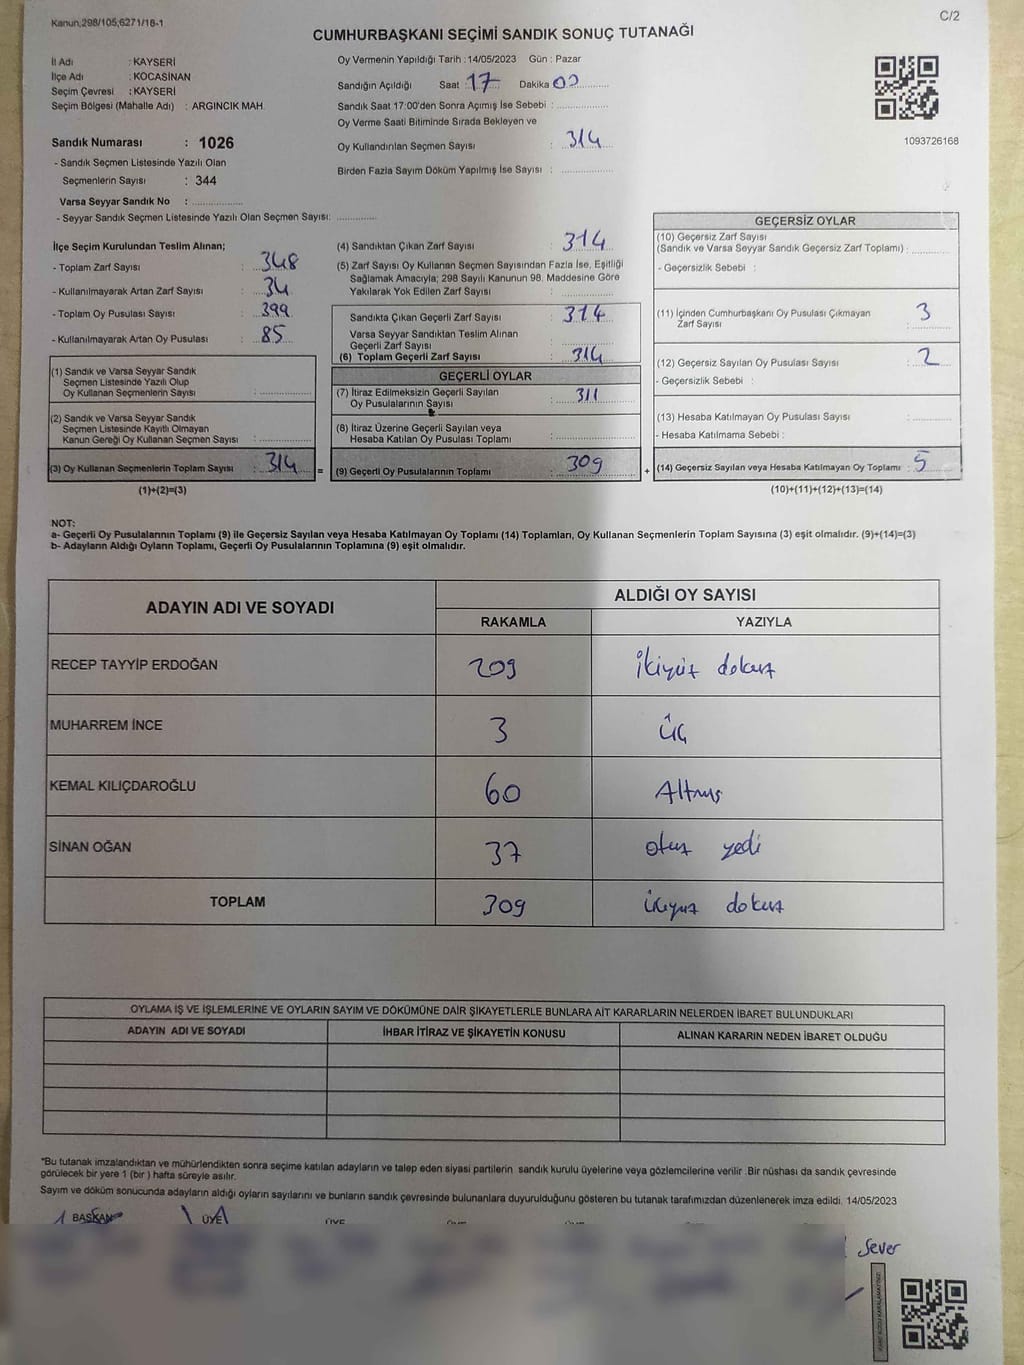 Kanun,298/105,6271/18-1
C/2
CUMHURBAŞKANI SEÇİMİ SANDIK SONUÇ TUTANAĞI
İl Adı : KAYSERİ
İlçe Adı : KOCASİNAN
Seçim Çevresi : KAYSERİ
Seçim Bölgesi (Mahalle Adı) : ARGINCIK MAH.
Sandık Numarası : 1026
- Sandık Seçmen Listesinde Yazılı Olan
Seçmenlerin Sayısı : 344
Varsa Seyyar Sandık No : ................
- Seyyar Sandık Seçmen Listesinde Yazılı Olan Seçmen Sayısı: ............
Oy Vermenin Yapıldığı Tarih : 14/05/2023 Gün : Pazar
Sandığın Açıldığı Saat : 17 Dakika 00
Sandık Saat 17:00'den Sonra Açımış İse Sebebi : ................
Oy Verme Saati Bitiminde Sırada Bekleyen ve
Oy Kullandırılan Seçmen Sayısı : 314
Birden Fazla Sayım Döküm Yapılmış İse Sayısı : ................
1093726168
İlçe Seçim Kurulundan Teslim Alınan;
- Toplam Zarf Sayısı : 348
- Kullanılmayarak Artan Zarf Sayısı : 34
- Toplam Oy Pusulası Sayısı : 399
- Kullanılmayarak Artan Oy Pusulası : 85
(1) Sandık ve Varsa Seyyar Sandık
Seçmen Listesinde Yazılı Olup
Oy Kullanan Seçmenlerin Sayısı : ................
(2) Sandık ve Varsa Seyyar Sandık
Seçmen Listesinde Kayıtlı Olmayan
Kanun Gereği Oy Kullanan Seçmen Sayısı : ................
(3) Oy Kullanan Seçmenlerin Toplam Sayısı : 314
(1)+(2)=(3)
=
(4) Sandıktan Çıkan Zarf Sayısı : 314
(5) Zarf Sayısı Oy Kullanan Seçmen Sayısından Fazla İse, Eşitliği
Sağlamak Amacıyla; 298 Sayılı Kanunun 98. Maddesine Göre
Yakılarak Yok Edilen Zarf Sayısı : ................
Sandıkta Çıkan Geçerli Zarf Sayısı : 314
Varsa Seyyar Sandıktan Teslim Alınan
Geçerli Zarf Sayısı : ................
(6) Toplam Geçerli Zarf Sayısı : 314
GEÇERLİ OYLAR
(7) İtiraz Edilmeksizin Geçerli Sayılan
Oy Pusulalarının Sayısı : 311
(8) İtiraz Üzerine Geçerli Sayılan veya
Hesaba Katılan Oy Pusulası Toplamı : ................
(9) Geçerli Oy Pusulalarının Toplamı : 309
+
GEÇERSİZ OYLAR
(10) Geçersiz Zarf Sayısı
(Sandık ve Varsa Seyyar Sandık Geçersiz Zarf Toplamı) : ............
- Geçersizlik Sebebi :
(11) İçinden Cumhurbaşkanı Oy Pusulası Çıkmayan
Zarf Sayısı : 3
(12) Geçersiz Sayılan Oy Pusulası Sayısı : 2
- Geçersizlik Sebebi :
(13) Hesaba Katılmayan Oy Pusulası Sayısı : ............
- Hesaba Katılmama Sebebi :
(14) Geçersiz Sayılan veya Hesaba Katılmayan Oy Toplamı : 5
(10)+(11)+(12)+(13)=(14)
NOT:
a- Geçerli Oy Pusulalarının Toplamı (9) ile Geçersiz Sayılan veya Hesaba Katılmayan Oy Toplamı (14) Toplamları, Oy Kullanan Seçmenlerin Toplam Sayısına (3) eşit olmalıdır. (9)+(14)=(3)
b- Adayların Aldığı Oyların Toplamı, Geçerli Oy Pusulalarının Toplamına (9) eşit olmalıdır.
ADAYIN ADI VE SOYADI
ALDIĞI OY SAYISI
RAKAMLA YAZIYLA
RECEP TAYYİP ERDOĞAN 209 ikiyüz dokuz
MUHARREM İNCE 3 üç
KEMAL KILIÇDAROĞLU 60 Altmış
SİNAN OĞAN 37 otuz yedi
TOPLAM 309 üçyüz dokuz
OYLAMA İŞ VE İŞLEMLERİNE VE OYLARIN SAYIM VE DÖKÜMÜNE DAİR ŞİKAYETLERLE BUNLARA AİT KARARLARIN NELERDEN İBARET BULUNDUKLARI
ADAYIN ADI VE SOYADI İHBAR İTİRAZ VE ŞİKAYETİN KONUSU ALINAN KARARIN NEDEN İBARET OLDUĞU
*Bu tutanak imzalandıktan ve mühürlendikten sonra seçime katılan adayların ve talep eden siyasi partilerin sandık kurulu üyelerine veya gözlemcilerine verilir .Bir nüshası da sandık çevresinde
görülecek bir yere 1 (bir ) hafta süreyle asılır.
Sayım ve döküm sonucunda adayların aldığı oyların sayılarını ve bunların sandık çevresinde bulunanlara duyurulduğunu gösteren bu tutanak tarafımızdan düzenlenerek imza edildi. 14/05/2023
BAŞKAN ÜYE ÜYE
Sever